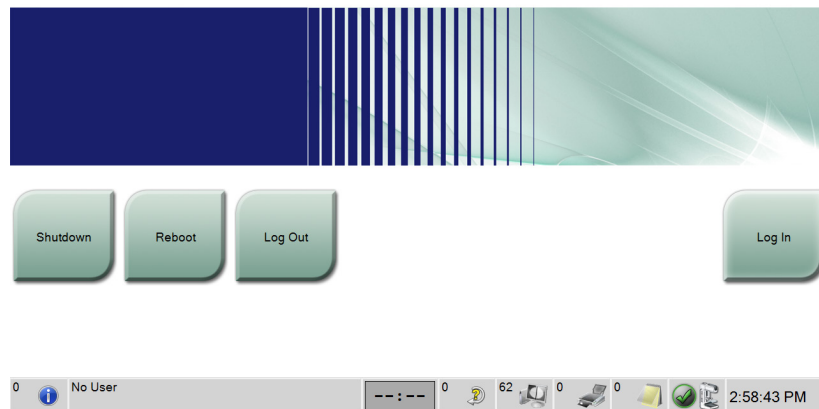 Shutdown
Reboot
Log Out
Log In
0
No User
--:--
0
62
0
0
2:58:43 PM